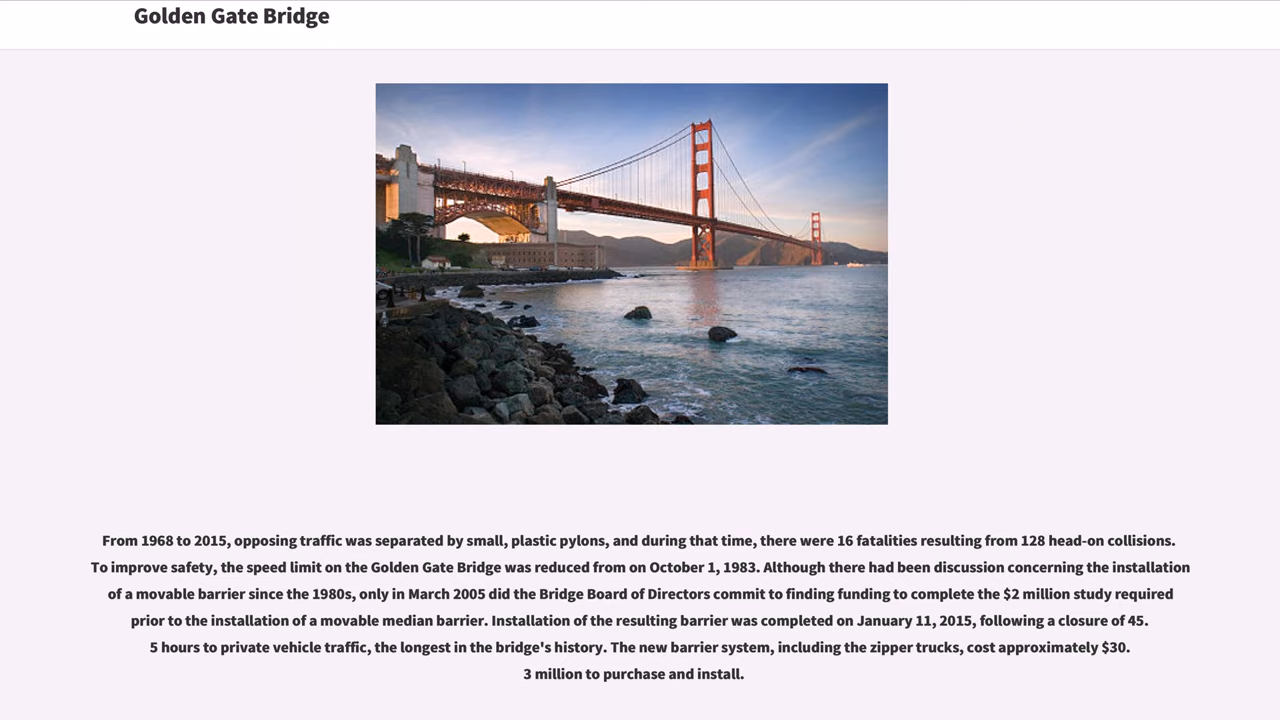 Golden Gate Bridge
From 1968 to 2015, opposing traffic was separated by small, plastic pylons, and during that time, there were 16 fatalities resulting from 128 head-on collisions.
To improve safety, the speed limit on the Golden Gate Bridge was reduced from on October 1, 1983. Although there had been discussion concerning the installation
of a movable barrier since the 1980s, only in March 2005 did the Bridge Board of Directors commit to finding funding to complete the $2 million study required
prior to the installation of a movable median barrier. Installation of the resulting barrier was completed on January 11, 2015, following a closure of 45.
5 hours to private vehicle traffic, the longest in the bridge's history. The new barrier system, including the zipper trucks, cost approximately $30.
3 million to purchase and install.